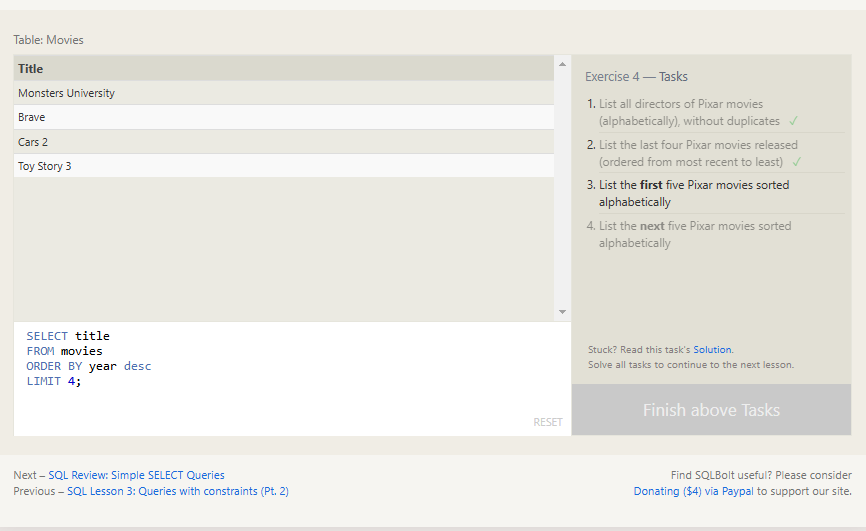 Table: Movies
Title
Monsters University
Brave
Cars 2
Toy Story 3
SELECT title
FROM movies
ORDER BY year desc
LIMIT 4;
RESET
Exercise 4 — Tasks
1. List all directors of Pixar movies
(alphabetically), without duplicates ✓
2. List the last four Pixar movies released
(ordered from most recent to least) ✓
3. List the first five Pixar movies sorted
alphabetically
4. List the next five Pixar movies sorted
alphabetically
Stuck? Read this task's Solution.
Solve all tasks to continue to the next lesson.
Finish above Tasks
Next – SQL Review: Simple SELECT Queries
Previous – SQL Lesson 3: Queries with constraints (Pt. 2)
Find SQLBolt useful? Please consider
Donating ($4) via Paypal to support our site.